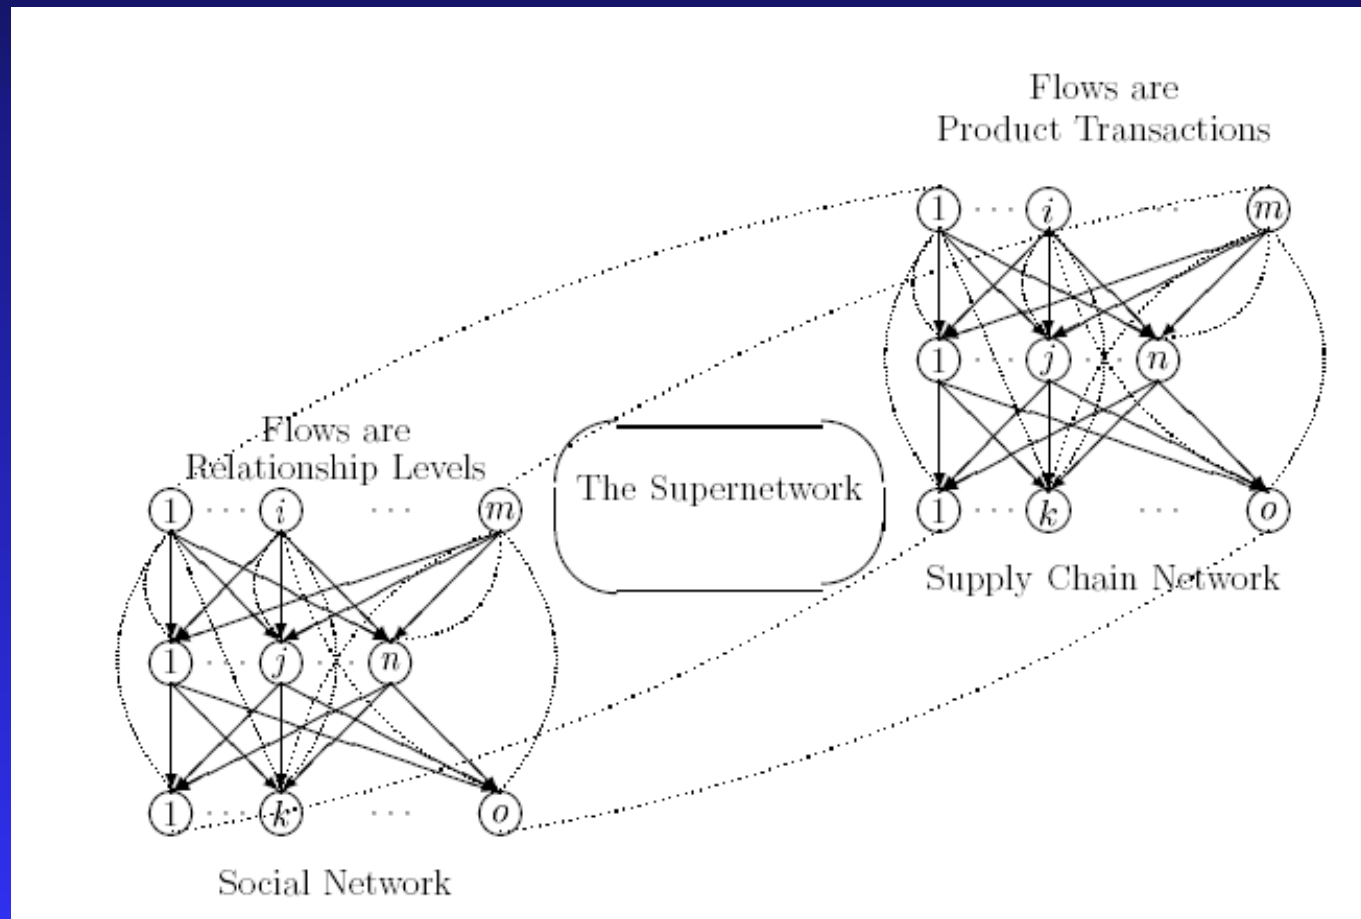 Flows are
Product Transactions
1 ··· i ··· m
1 ··· j ··· n
1 ··· k ··· o
Supply Chain Network
The Supernetwork
Flows are
Relationship Levels
1 ··· i ··· m
1 ··· j ··· n
1 ··· k ··· o
Social Network